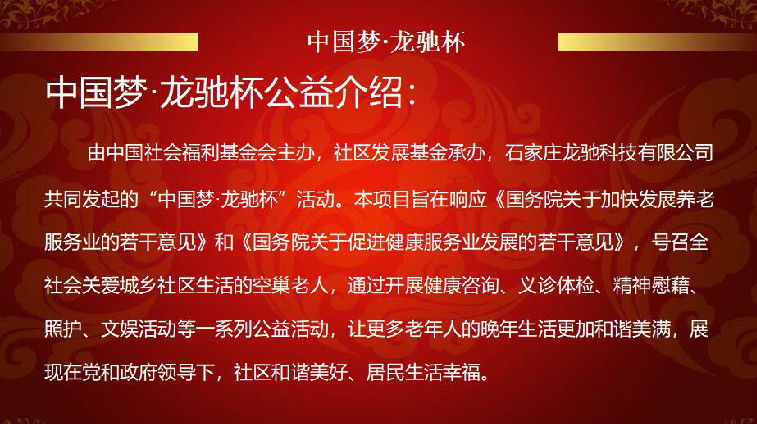 中国梦·龙驰杯
中国梦·龙驰杯公益介绍：
由中国社会福利基金会主办，社区发展基金承办，石家庄龙驰科技有限公司
共同发起的“中国梦·龙驰杯”活动。本项目旨在响应《国务院关于加快发展养老
服务业的若干意见》和《国务院关于促进健康服务业发展的若干意见》，号召全
社会关爱城乡社区生活的空巢老人，通过开展健康咨询、义诊体检、精神慰藉、
照护、文娱活动等一系列公益活动，让更多老年人的晚年生活更加和谐美满，展
现在党和政府领导下，社区和谐美好、居民生活幸福。